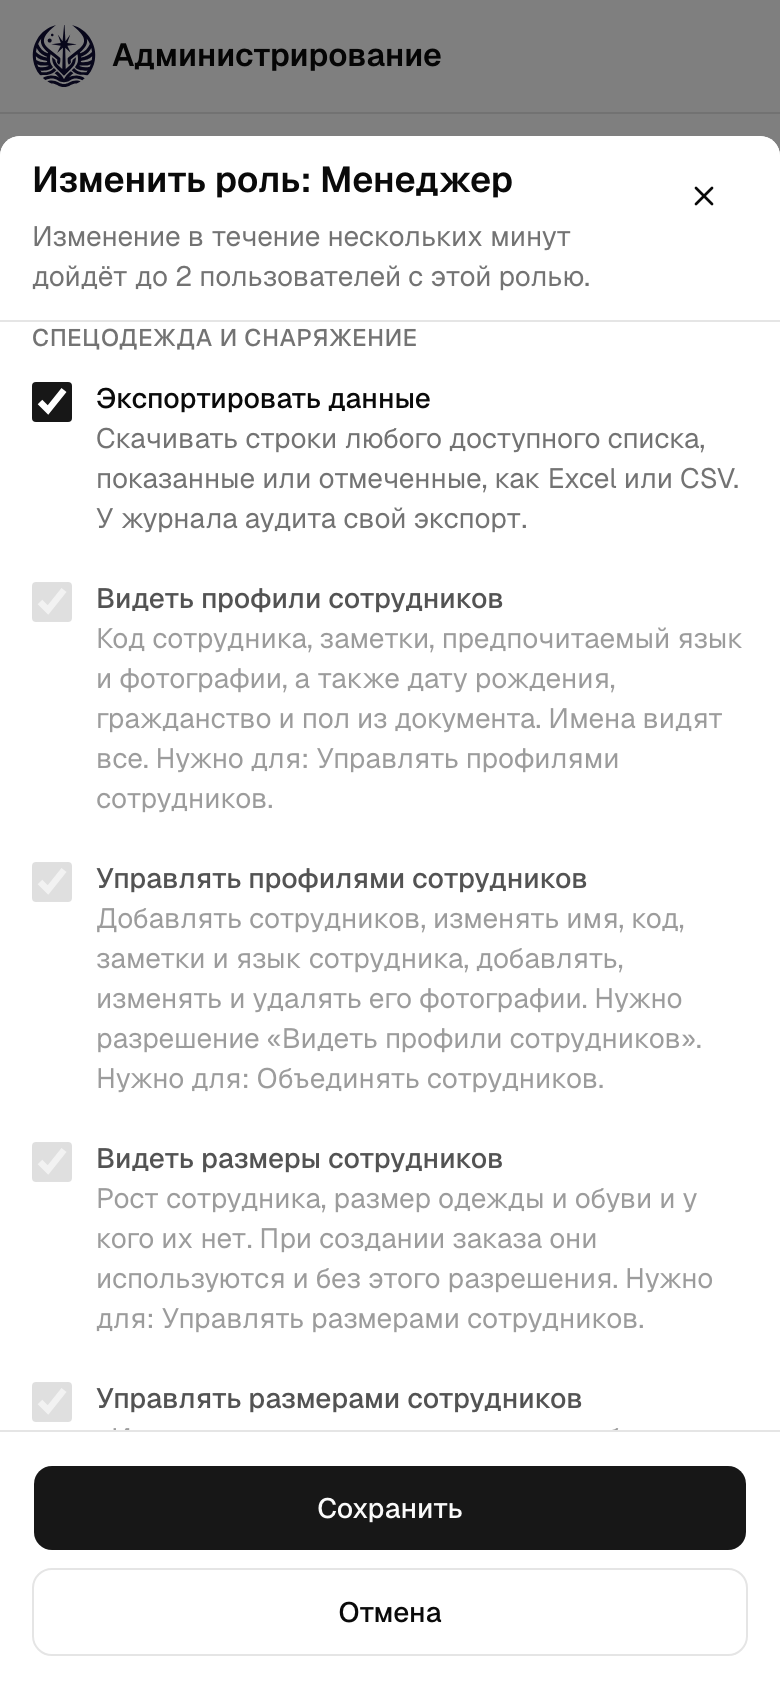 Администрирование
Изменить роль: Менеджер
Изменение в течение нескольких минут
дойдёт до 2 пользователей с этой ролью.
СПЕЦОДЕЖДА И СНАРЯЖЕНИЕ
Экспортировать данные
Скачивать строки любого доступного списка,
показанные или отмеченные, как Excel или CSV.
У журнала аудита свой экспорт.
Видеть профили сотрудников
Код сотрудника, заметки, предпочитаемый язык
и фотографии, а также дату рождения,
гражданство и пол из документа. Имена видят
все. Нужно для: Управлять профилями
сотрудников.
Управлять профилями сотрудников
Добавлять сотрудников, изменять имя, код,
заметки и язык сотрудника, добавлять,
изменять и удалять его фотографии. Нужно
разрешение «Видеть профили сотрудников».
Нужно для: Объединять сотрудников.
Видеть размеры сотрудников
Рост сотрудника, размер одежды и обуви и у
кого их нет. При создании заказа они
используются и без этого разрешения. Нужно
для: Управлять размерами сотрудников.
Управлять размерами сотрудников
Сохранить
Отмена